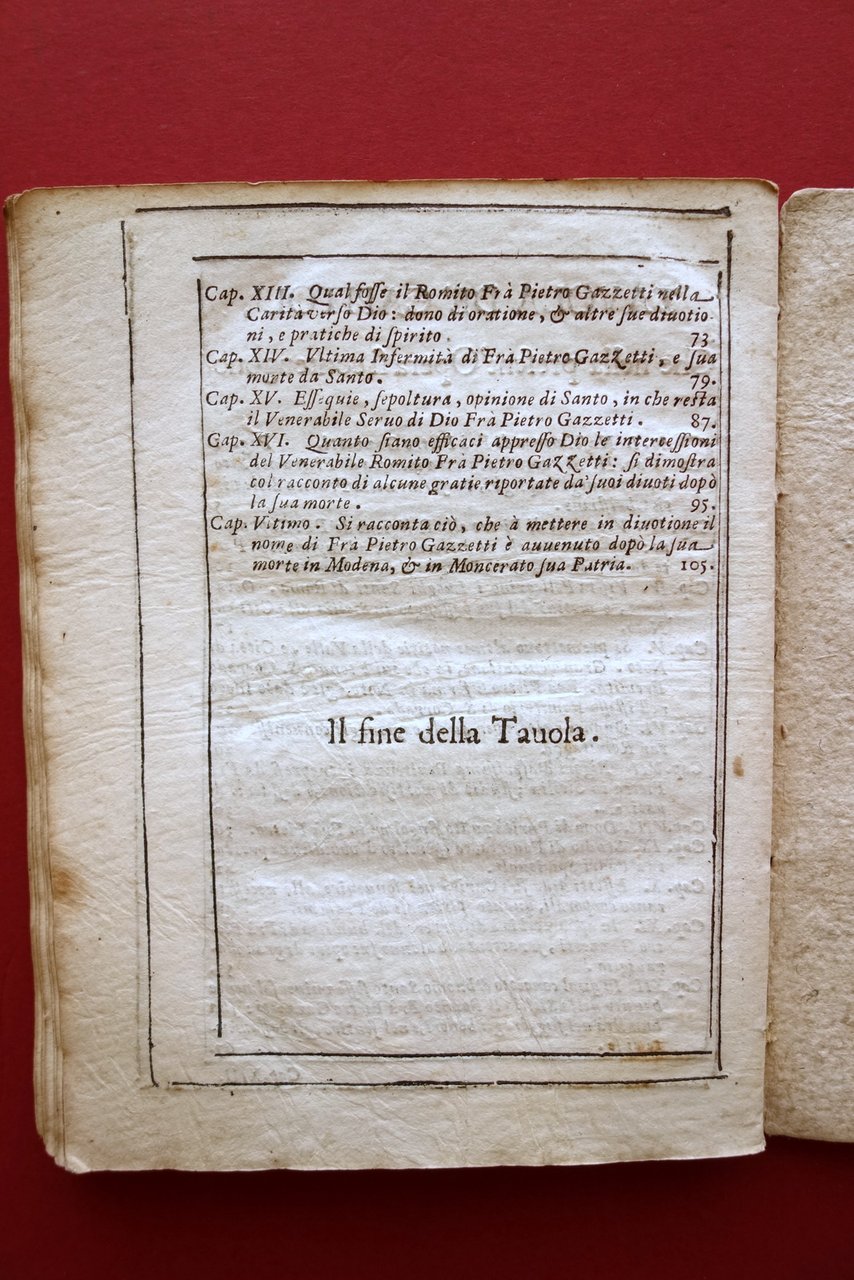 Cap. XIII. Qual fosse il Romito Frà Pietro Gazzetti nella
Carità verso Dio: dono di oratione, & altre sue diuotio-
ni, e pratiche di spirito. 73
Cap. XIV. Vltima Infermità di Frà Pietro Gazzetti, e sua
morte da Santo. 79.
Cap. XV. Essequie, sepoltura, opinione di Santo, in che resta
il Venerabile Seruo di Dio Frà Pietro Gazzetti. 87.
Cap. XVI. Quanto siano efficaci appresso Dio le intercessioni
del Venerabile Romito Frà Pietro Gazzetti: si dimostra
col racconto di alcune gratie riportate da' suoi diuoti dopò
la sua morte. 95.
Cap. Vltimo. Si racconta ciò, che à mettere in diuotione il
nome di Frà Pietro Gazzetti è auuenuto dopò la sua
morte in Modena, & in Moncerato sua Patria. 105.
Il fine della Tauola.